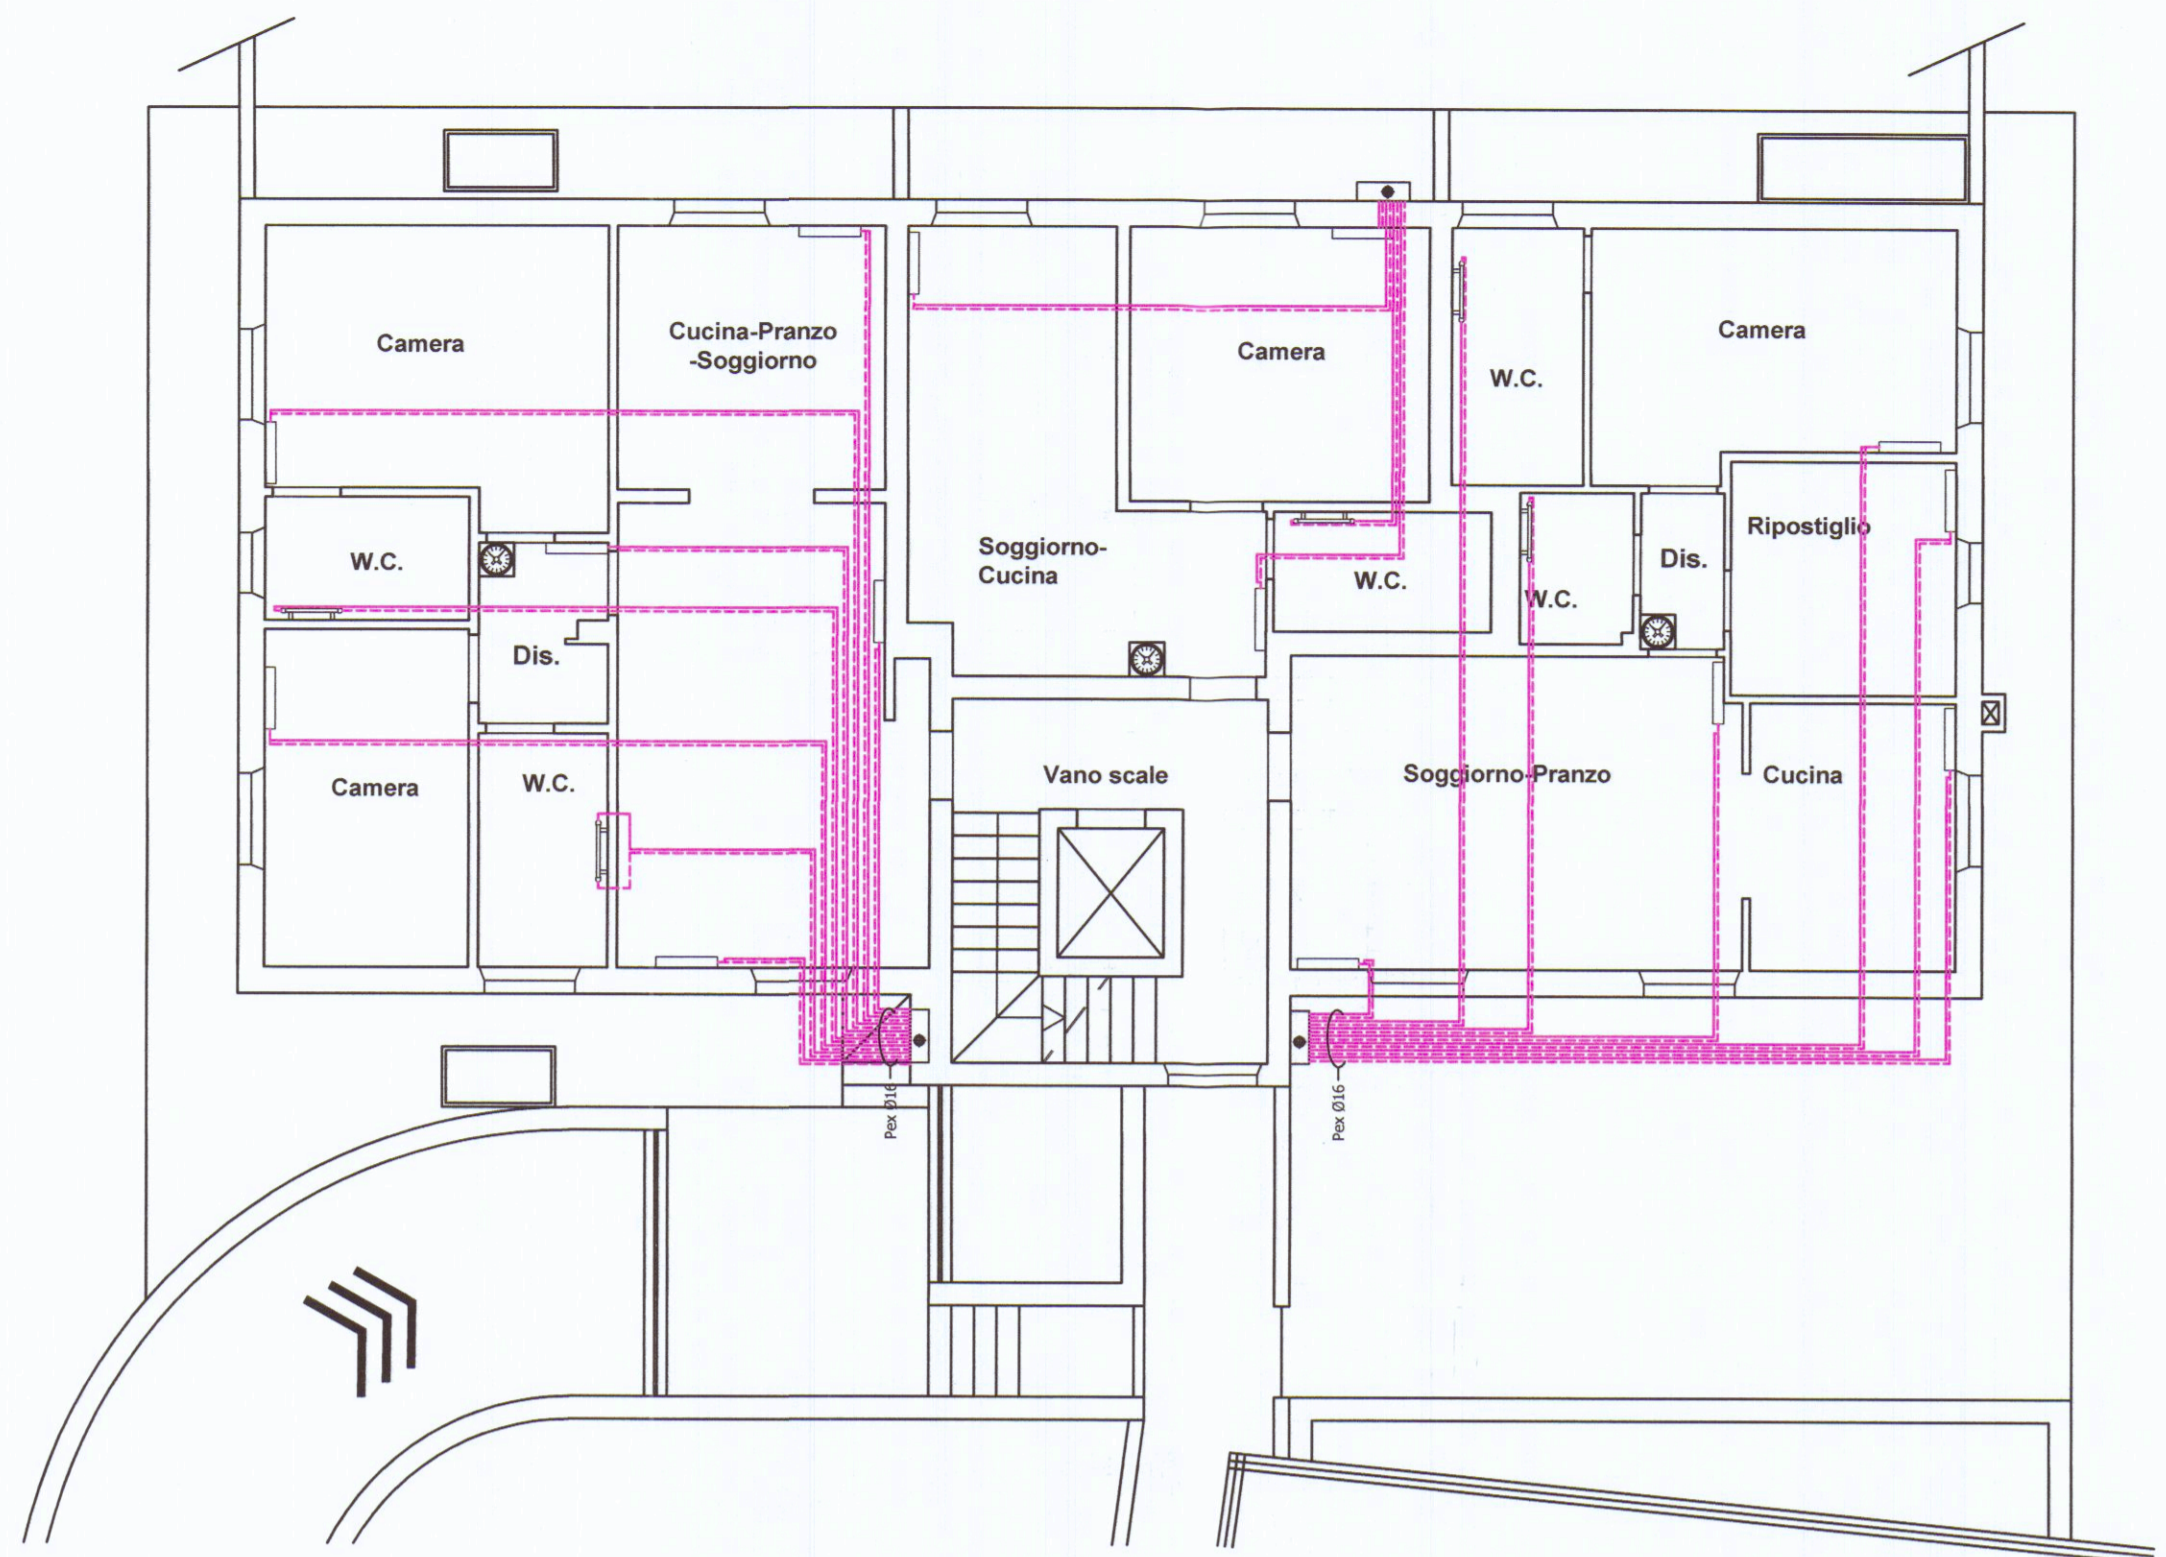 Camera
Cucina-Pranzo
-Soggiorno
Camera
W.C.
Camera
W.C.
Soggiorno-
Cucina
W.C.
W.C.
Dis.
Ripostiglio
Dis.
Camera
W.C.
Vano scale
Soggiorno-Pranzo
Cucina
Pex Ø16
Pex Ø16